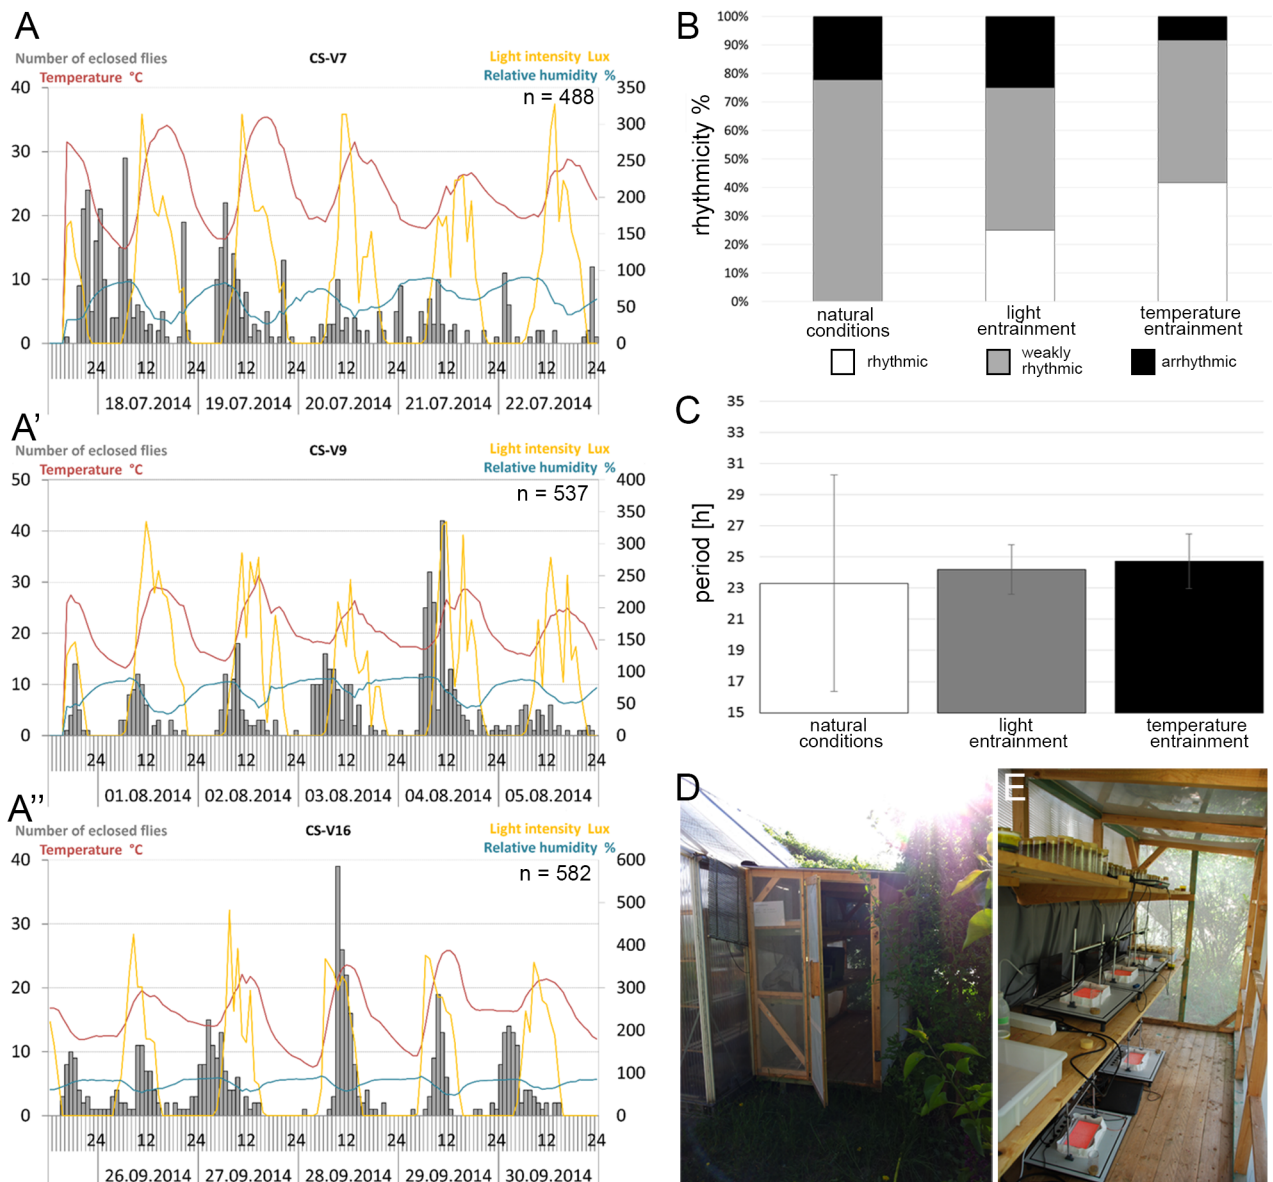 A
Number of eclosed flies
Temperature °C
CS-V7
Light intensity Lux
Relative humidity %
n = 488
40
30
20
10
0
350
300
250
200
150
100
50
0
24 12 24 12 24 12 24 12 24 12 24
18.07.2014 19.07.2014 20.07.2014 21.07.2014 22.07.2014
A'
Number of eclosed flies
Temperature °C
CS-V9
Light intensity Lux
Relative humidity %
n = 537
50
40
30
20
10
0
400
350
300
250
200
150
100
50
0
24 12 24 12 24 12 24 12 24 12 24
01.08.2014 02.08.2014 03.08.2014 04.08.2014 05.08.2014
A''
Number of eclosed flies
Temperature °C
CS-V16
Light intensity Lux
Relative humidity %
n = 582
40
30
20
10
0
600
500
400
300
200
100
0
24 12 24 12 24 12 24 12 24 12 24
26.09.2014 27.09.2014 28.09.2014 29.09.2014 30.09.2014
B
rhythmicity %
100%
90%
80%
70%
60%
50%
40%
30%
20%
10%
0%
natural
conditions
light
entrainment
temperature
entrainment
rhythmic
weakly
rhythmic
arrhythmic
C
period [h]
35
33
31
29
27
25
23
21
19
17
15
natural
conditions
light
entrainment
temperature
entrainment
D
E